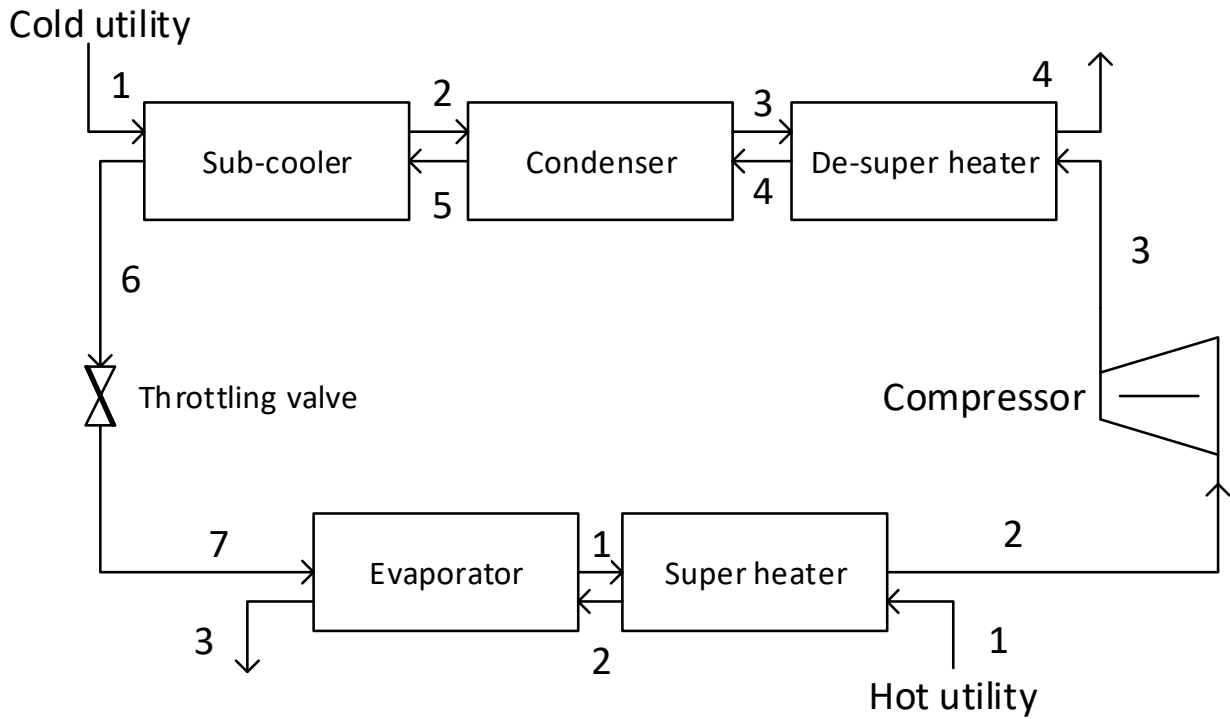 Cold utility
1
2
3
4
Sub-cooler
Condenser
De-super heater
5
4
3
6
Throttling valve
Compressor
7
1
2
Evaporator
Super heater
3
2
1
Hot utility